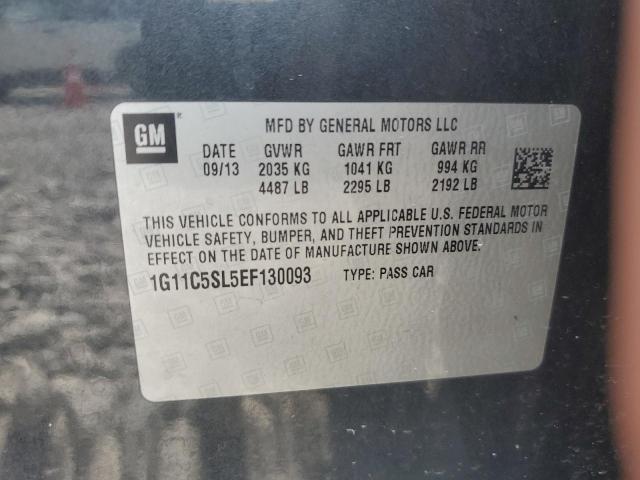 GM
MFD BY GENERAL MOTORS LLC
DATE GVWR GAWR FRT GAWR RR
09/13 2035 KG 1041 KG 994 KG
4487 LB 2295 LB 2192 LB
THIS VEHICLE CONFORMS TO ALL APPLICABLE U.S. FEDERAL MOTOR
VEHICLE SAFETY, BUMPER, AND THEFT PREVENTION STANDARDS IN
EFFECT ON THE DATE OF MANUFACTURE SHOWN ABOVE.
1G11C5SL5EF130093 TYPE: PASS CAR